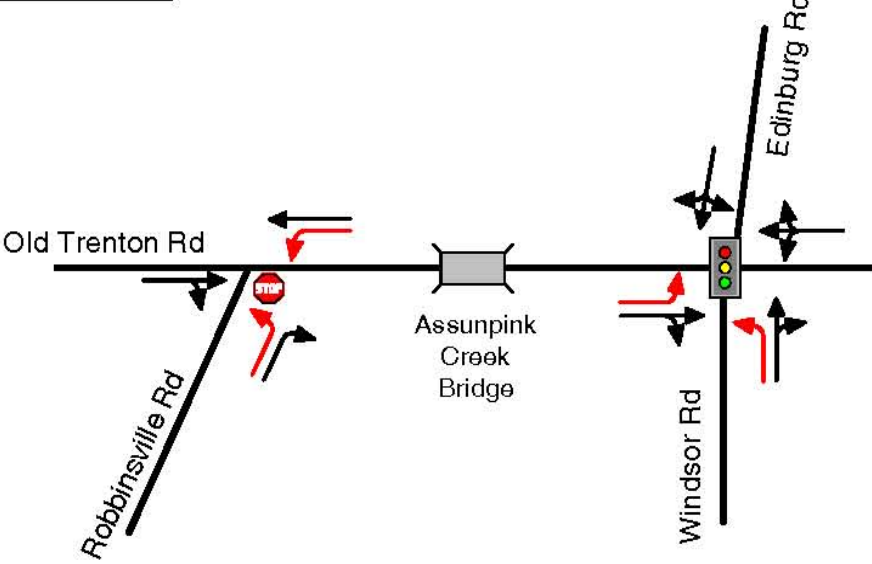 Edinburg Rd
Old Trenton Rd
STOP
Assunpink
Creek
Bridge
Robbinsville Rd
Windsor Rd